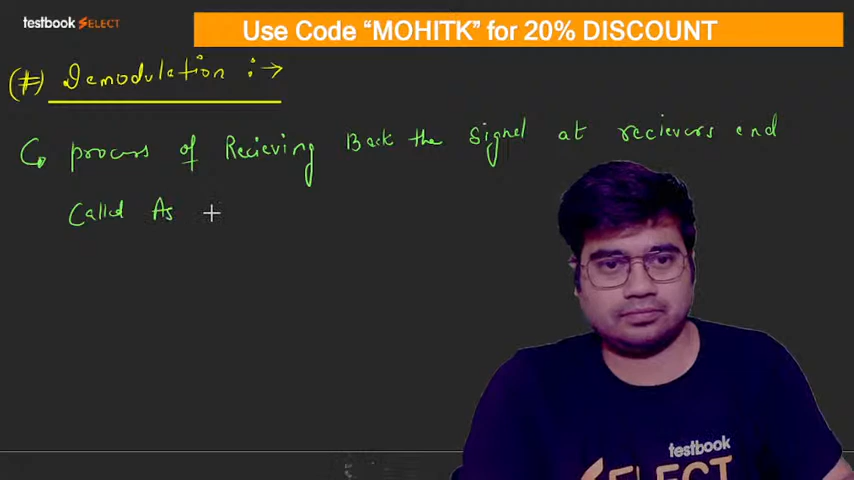 testbook SELECT
Use Code “MOHITK” for 20% DISCOUNT
(#) Demodulation :→
process of Recieving Back the signal at recievers end
Called As
testbook
SELECT